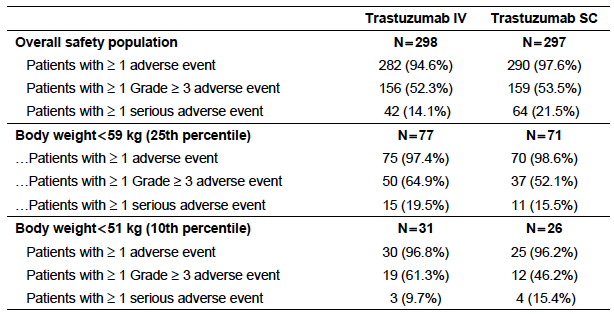 Trastuzumab IV Trastuzumab SC
Overall safety population N=298 N=297
Patients with ≥ 1 adverse event 282 (94.6%) 290 (97.6%)
Patients with ≥ 1 Grade ≥ 3 adverse event 156 (52.3%) 159 (53.5%)
Patients with ≥ 1 serious adverse event 42 (14.1%) 64 (21.5%)
Body weight<59 kg (25th percentile) N=77 N=71
…Patients with ≥ 1 adverse event 75 (97.4%) 70 (98.6%)
…Patients with ≥ 1 Grade ≥ 3 adverse event 50 (64.9%) 37 (52.1%)
…Patients with ≥ 1 serious adverse event 15 (19.5%) 11 (15.5%)
Body weight<51 kg (10th percentile) N=31 N=26
Patients with ≥ 1 adverse event 30 (96.8%) 25 (96.2%)
Patients with ≥ 1 Grade ≥ 3 adverse event 19 (61.3%) 12 (46.2%)
Patients with ≥ 1 serious adverse event 3 (9.7%) 4 (15.4%)